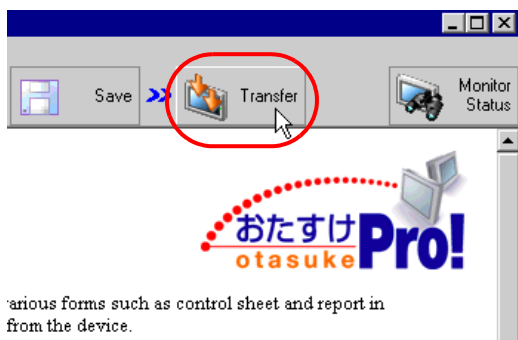 Save
Transfer
Monitor
Status
おたすけ
otasuke
Pro!
arious forms such as control sheet and report in
from the device.